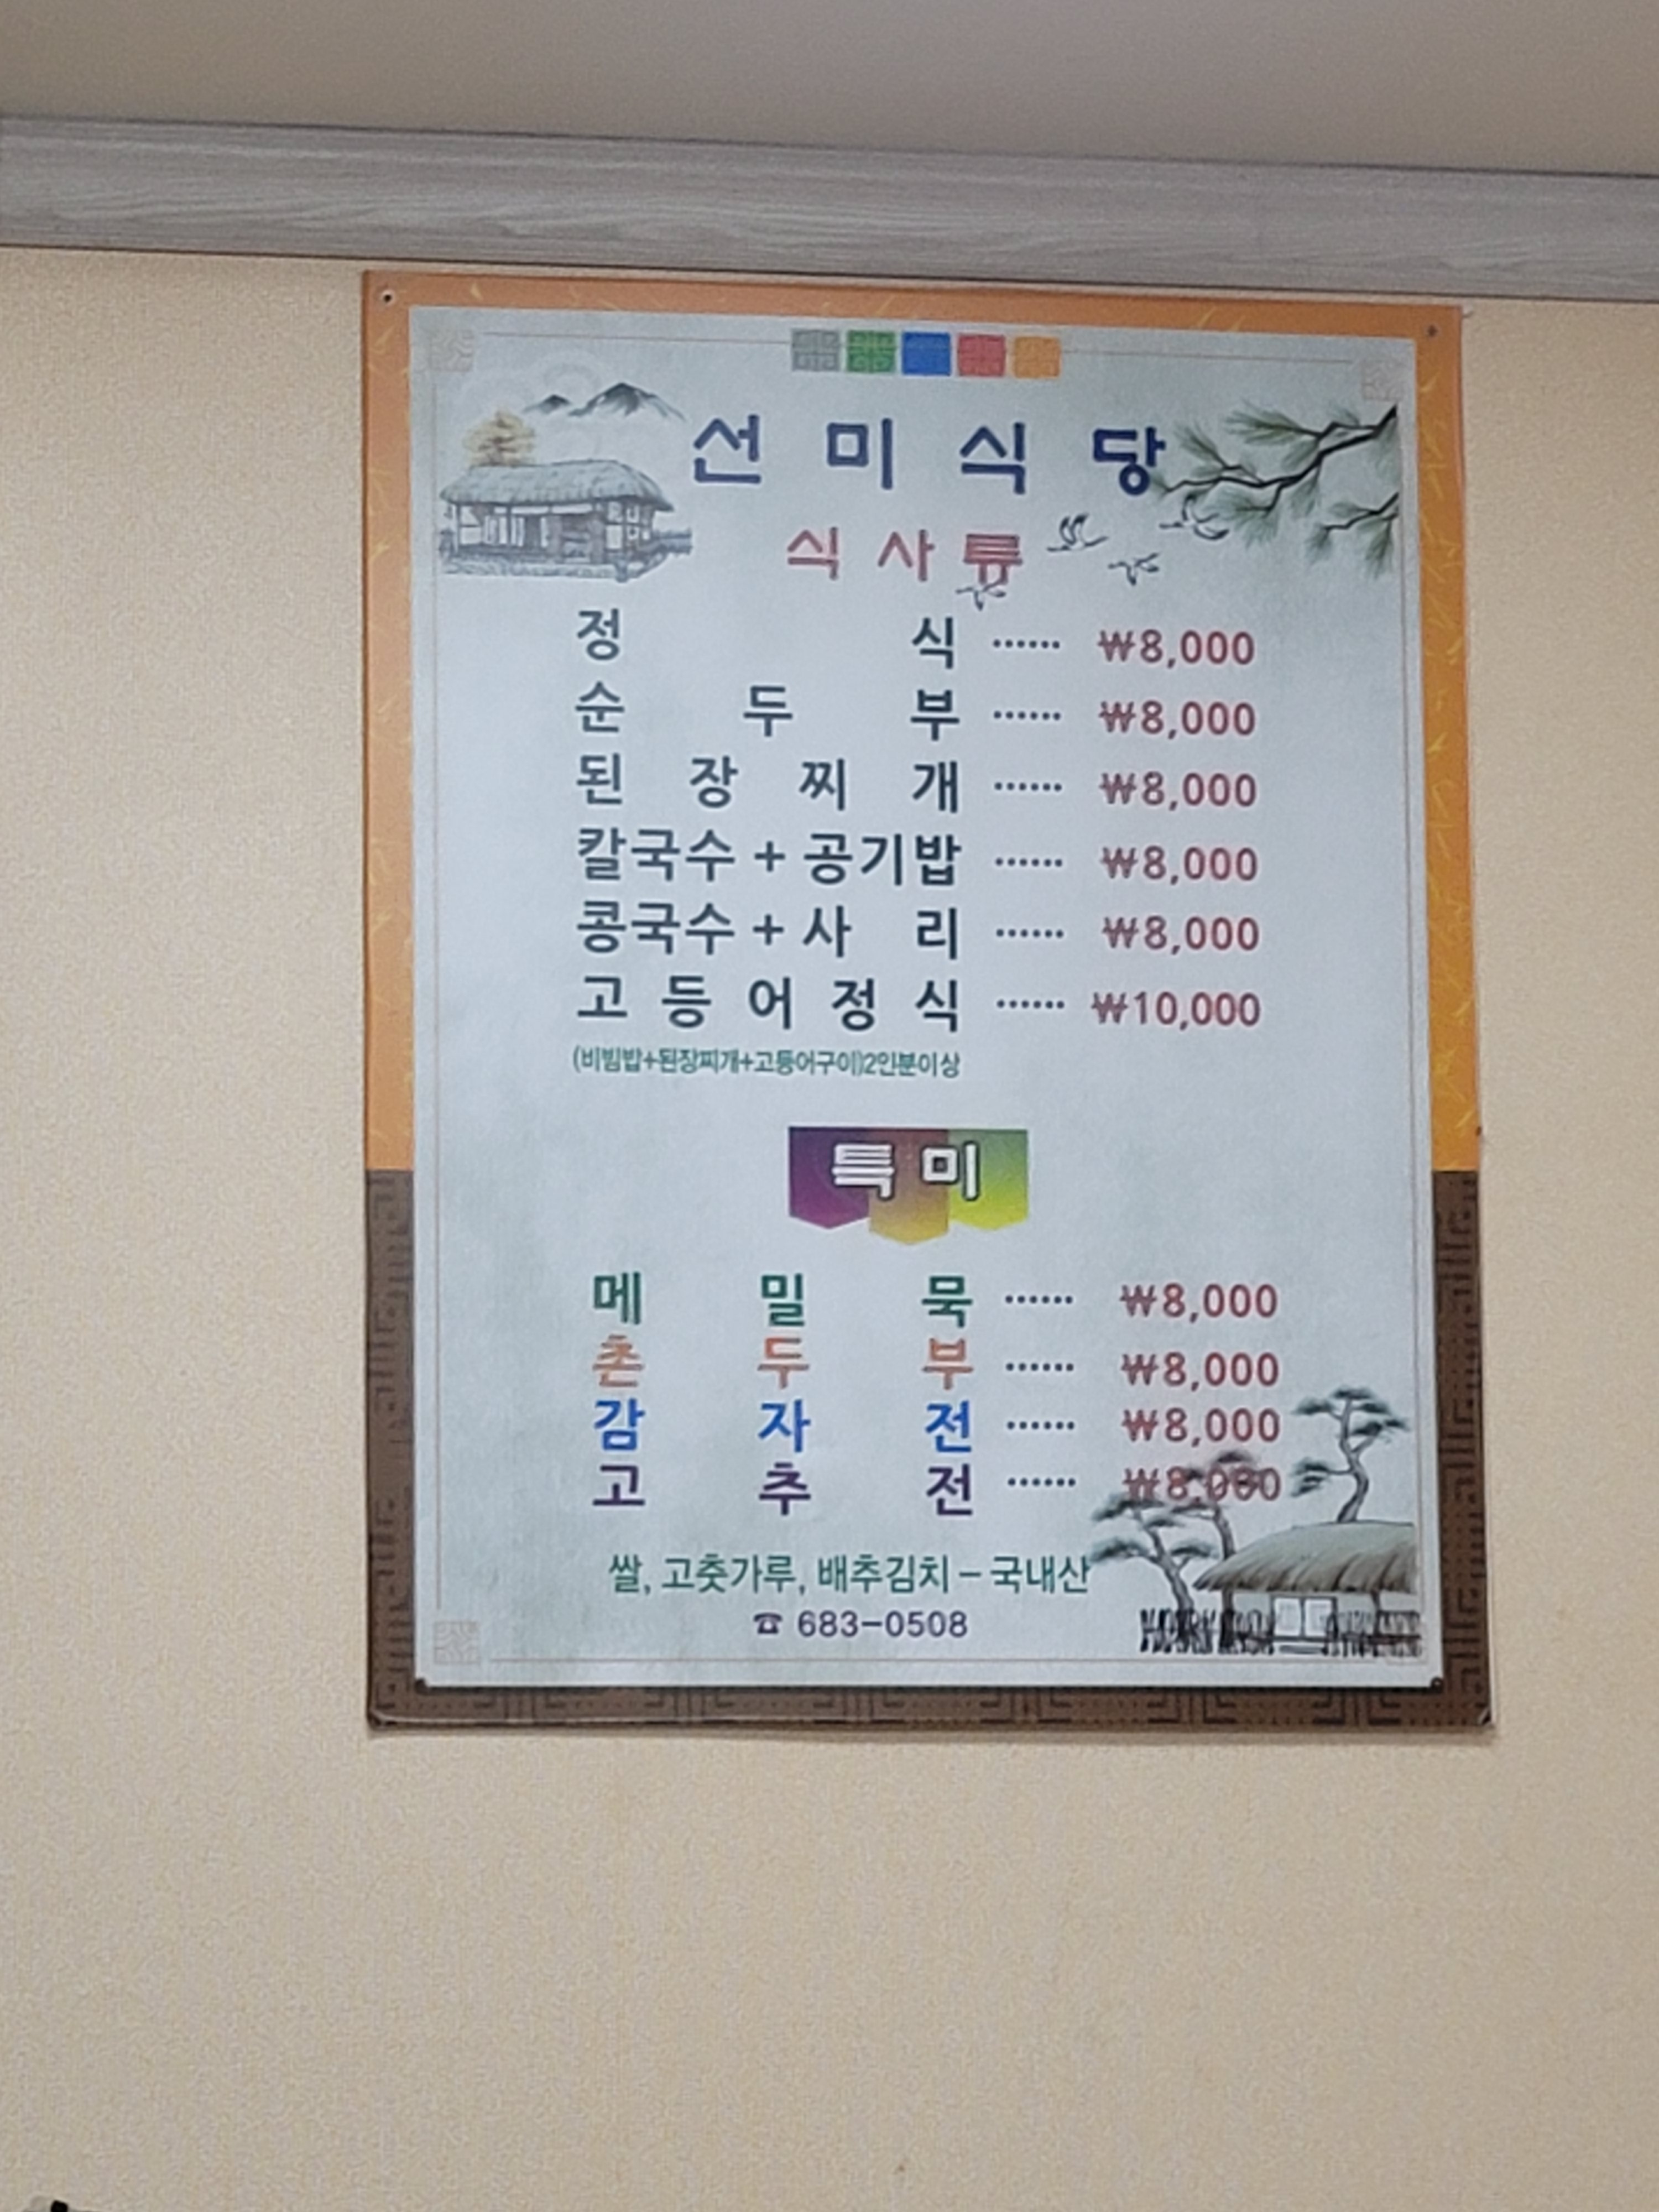 선미식당
식사류
정식 ······ ₩8,000
순두부 ······ ₩8,000
된장찌개 ······ ₩8,000
칼국수+공기밥 ······ ₩8,000
콩국수+사리 ······ ₩8,000
고등어정식 ······ ₩10,000
(비빔밥+된장찌개+고등어구이)2인분이상
특미
메밀묵 ······ ₩8,000
촌두부 ······ ₩8,000
감자전 ······ ₩8,000
고추전 ······ ₩8,000
쌀, 고춧가루, 배추김치 - 국내산
☎ 683-0508